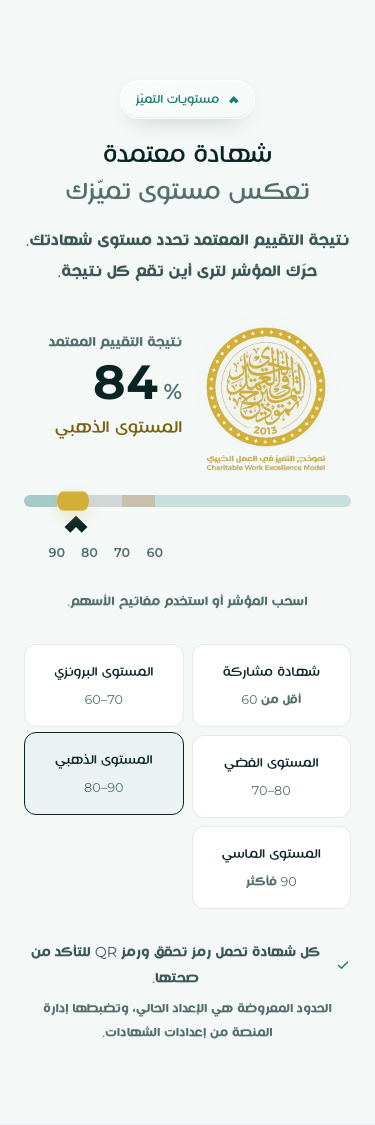 مستويات التميّز
شهادة معتمدة
تعكس مستوى تميّزك
نتيجة التقييم المعتمد تحدد مستوى شهادتك.
حرّك المؤشر لترى أين تقع كل نتيجة.
2013
نموذج التميز في العمل الخيري
Charitable Work Excellence Model
نتيجة التقييم المعتمد
84 %
المستوى الذهبي
60 70 80 90
اسحب المؤشر أو استخدم مفاتيح الأسهم.
شهادة مشاركة
أقل من 60
المستوى البرونزي
60–70
المستوى الفضي
70–80
المستوى الذهبي
80–90
المستوى الماسي
90 فأكثر
كل شهادة تحمل رمز تحقق ورمز QR للتأكد من
صحتها.
الحدود المعروضة هي الإعداد الحالي، وتضبطها إدارة
المنصة من إعدادات الشهادات.